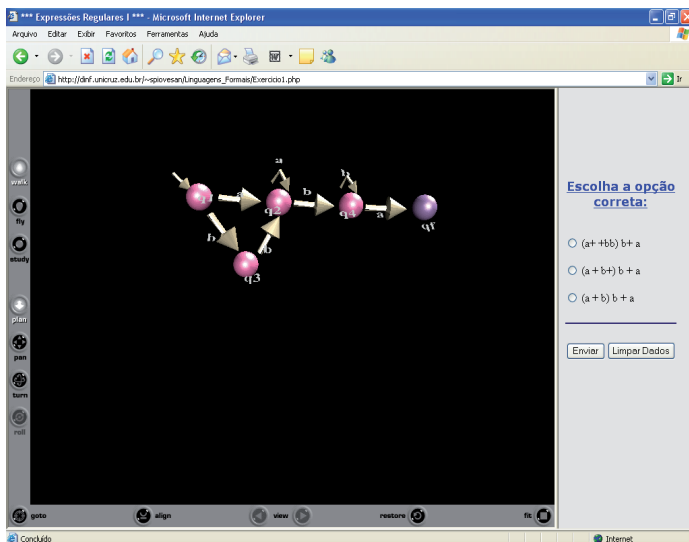 *** Expressões Regulares I *** - Microsoft Internet Explorer
Arquivo Editar Exibir Favoritos Ferramentas Ajuda
Endereço http://dinf.unicruz.edu.br/~spiovesan/Linguagens_Formais/Exercicio1.php Ir
walk
fly
study
plan
pan
turn
roll
a
b
a
b
q2
b
q4
a
qf
b
q3
Escolha a opção
correta:
(a+ +bb) b+ a
(a + b+) b + a
(a + b) b + a
Enviar Limpar Dados
goto align view restore fit
Concluído Internet